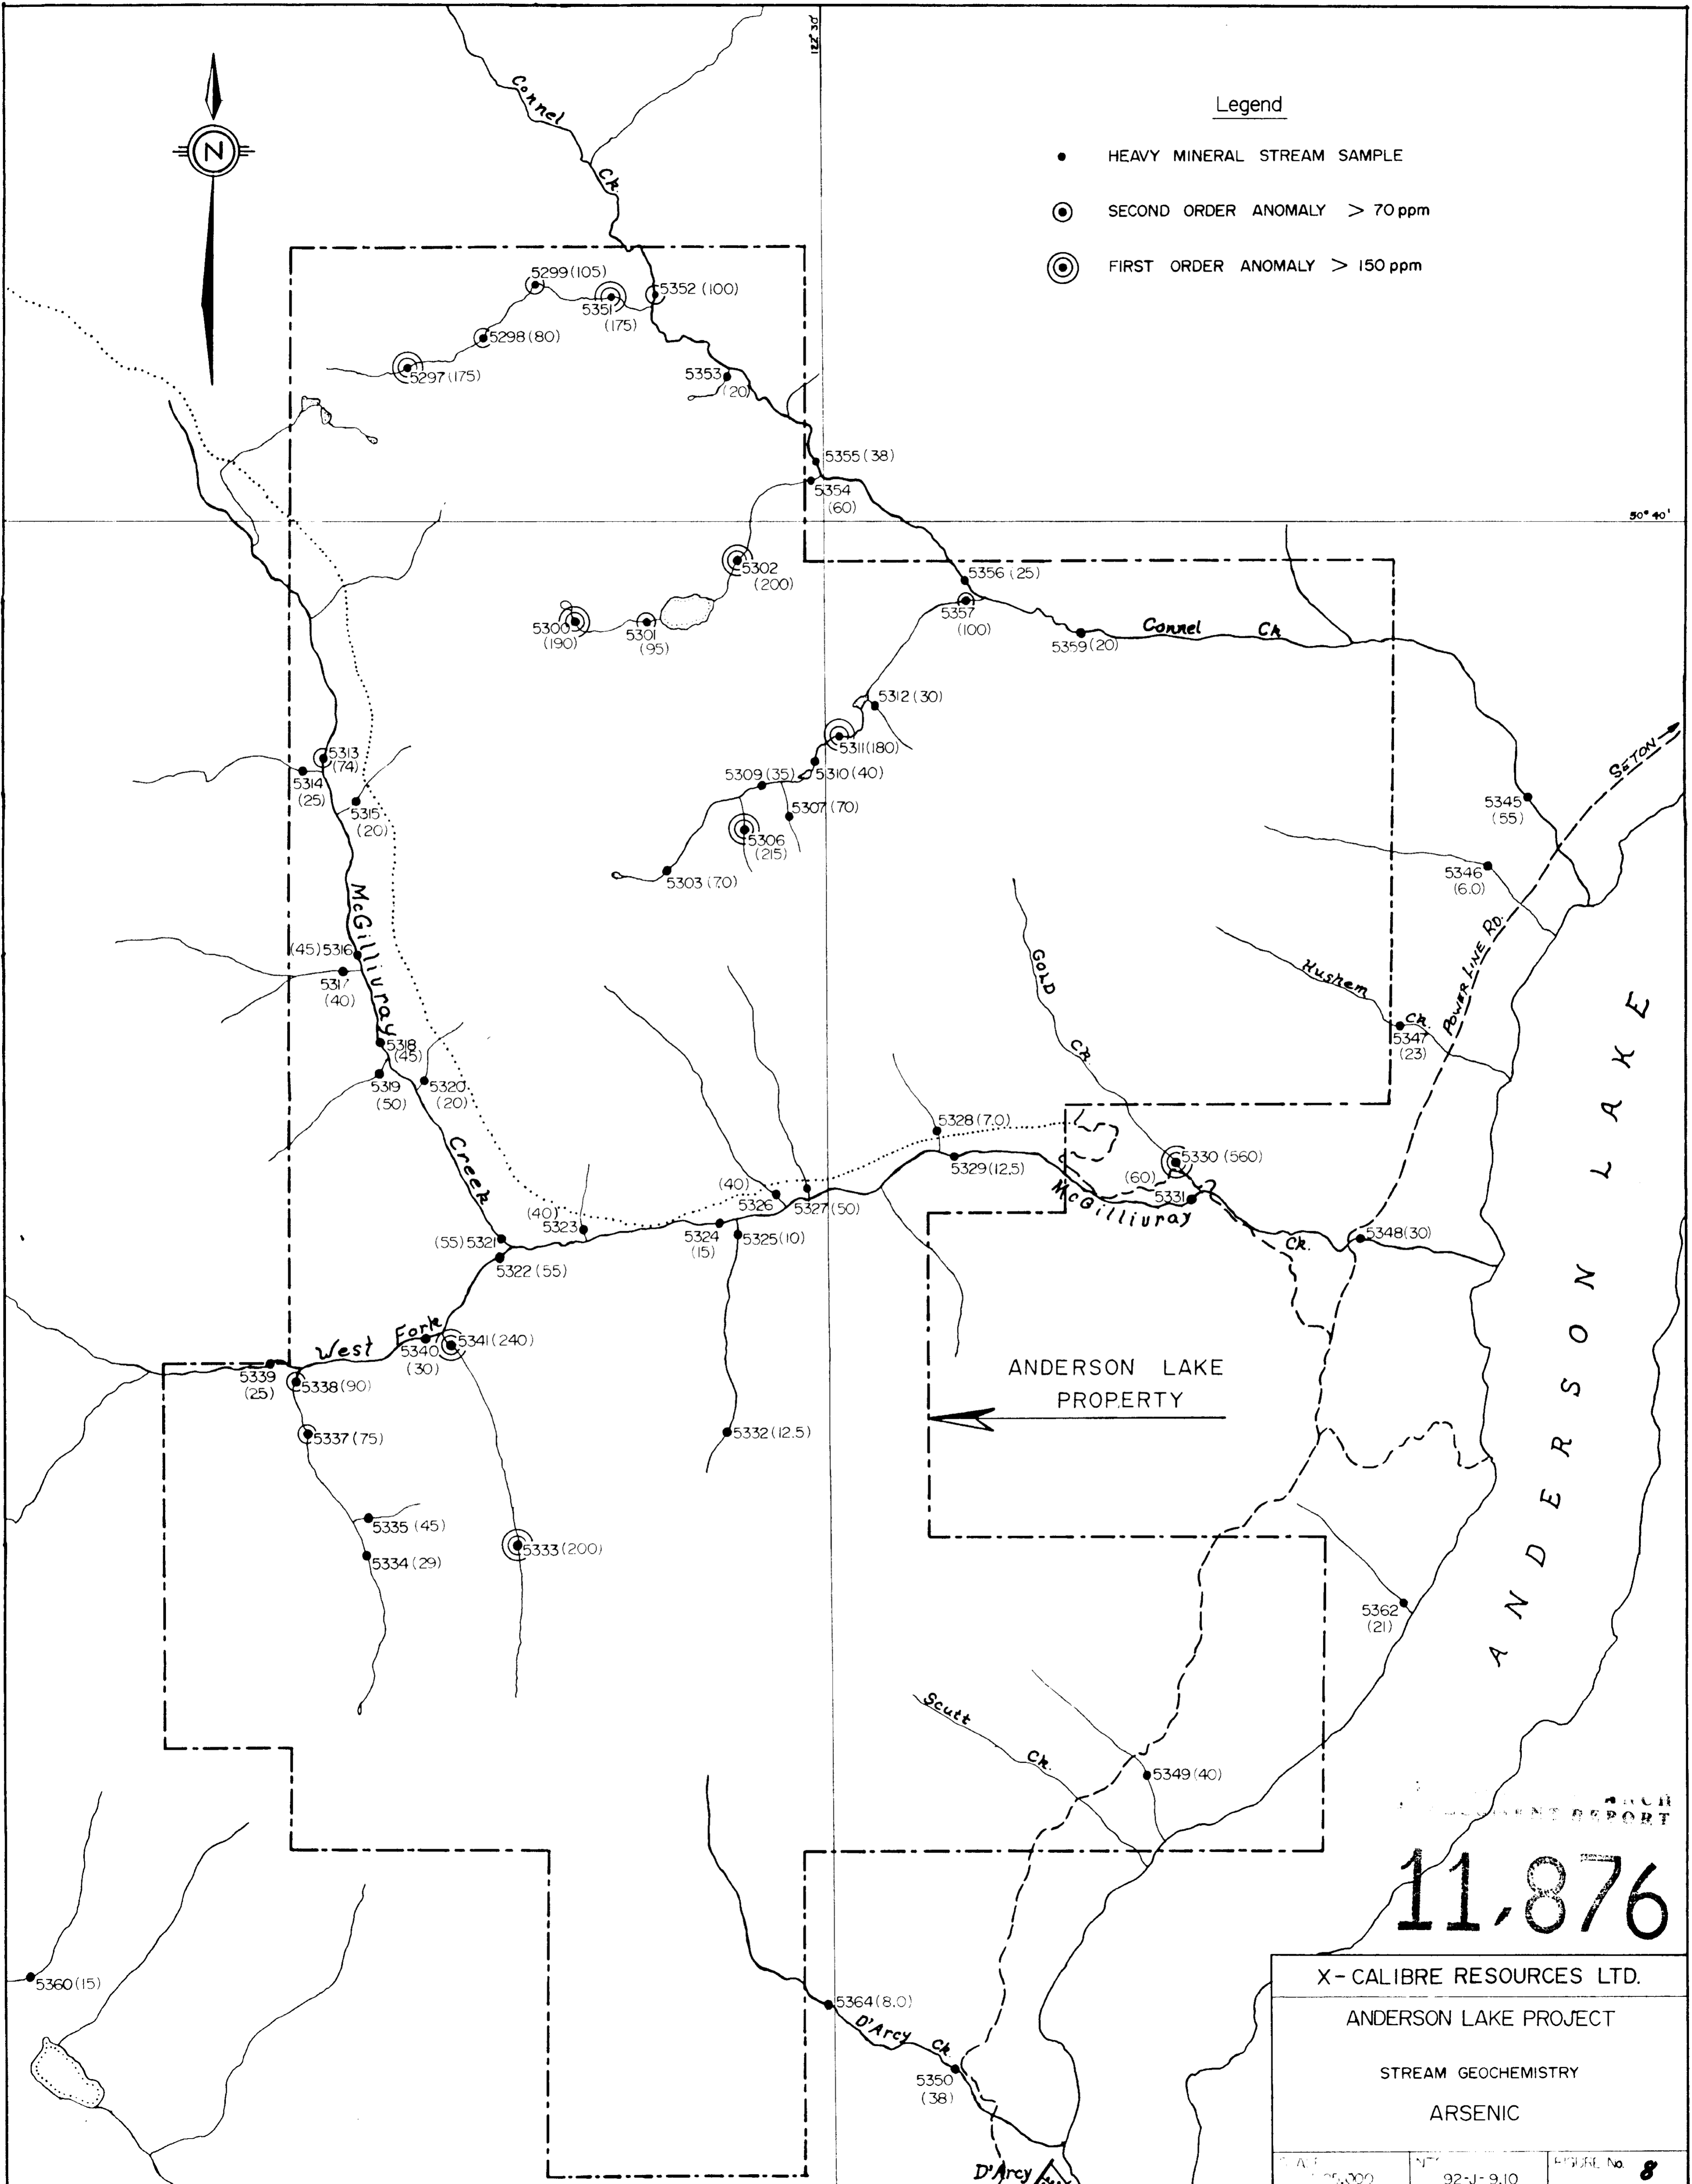 122° 30'
Connel
Ck.
N
Legend
HEAVY MINERAL STREAM SAMPLE
SECOND ORDER ANOMALY > 70 ppm
FIRST ORDER ANOMALY > 150 ppm
5299 (105)
5351
(175)
5352 (100)
5298 (80)
5297 (175)
5353
(20)
5355 (38)
5354
(60)
50° 40'
5302
(200)
5356 (25)
5357
(100)
5300
(190)
5301
(95)
5359 (20)
Connel Ck
5312 (30)
5311 (180)
5313
(74)
5314
(25)
5315
(20)
5309 (35)
5310 (40)
5307 (70)
5306
(215)
5303 (7.0)
SETON
5345
(55)
5346
(6.0)
POWER LINE RD.
McGillivray
Creek
(45) 5316
5317
(40)
5318
(45)
5319
(50)
5320
(20)
GOLD
CK
Hushem
Ck.
5347
(23)
ANDERSON LAKE
5328 (7.0)
5329 (12.5)
5330 (560)
(60)
5331
McGillivray
Ck.
5348 (30)
(40)
5326
5327 (50)
(40)
5323
5324
(15)
5325 (10)
(55) 5321
5322 (55)
West Fork
5340
(30)
5341 (240)
5339
(25)
5338 (90)
5337 (75)
ANDERSON LAKE
PROPERTY
5332 (12.5)
5335 (45)
5334 (29)
5333 (200)
5362
(21)
Scutt
Ck.
5349 (40)
REPORT
11,876
5360 (15)
5364 (8.0)
D'Arcy Ck.
5350
(38)
D'Arcy
X-CALIBRE RESOURCES LTD.
ANDERSON LAKE PROJECT
STREAM GEOCHEMISTRY
ARSENIC
92-J-9,10
FIGURE No. 8